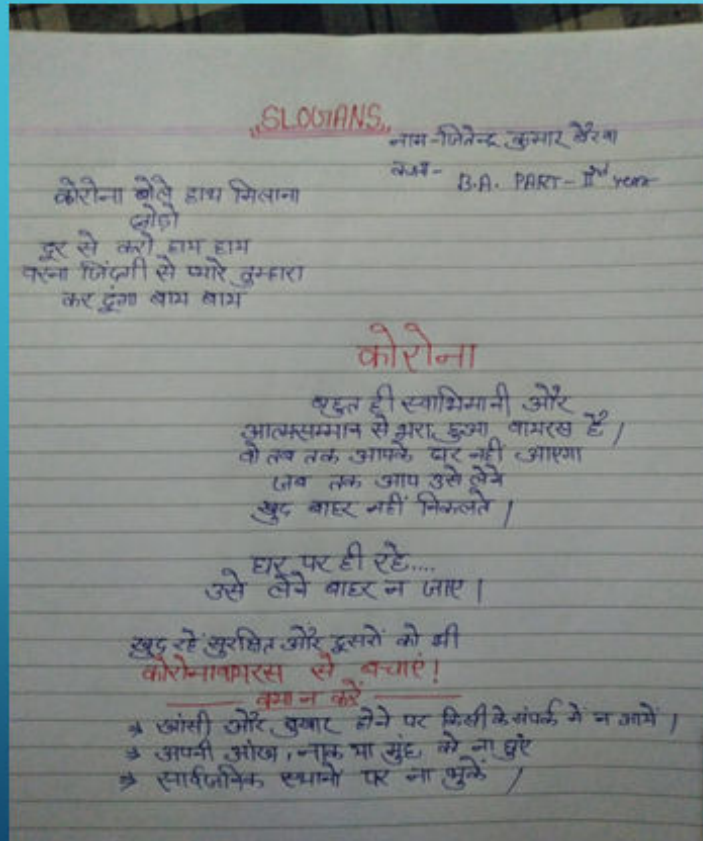 "SLOGANS"
नाम-जितेन्द्र कुमार बैरवा
कक्षा- B.A. PART-IInd year
कोरोना बोले हाथ मिलाना
छोड़ो
दूर से करो हाय हाय
वरना जिंदगी से प्यारे तुम्हारा
कर दूंगा बाय बाय
कोरोना
बहुत ही स्वाभिमानी और
आत्मसम्मान से भरा हुआ वायरस है।
वो तब तक आपके घर नहीं आएगा
जब तक आप उसे लेने
खुद बाहर नहीं निकलते।
घर पर ही रहे....
उसे लेने बाहर न जाए।
खुद रहें सुरक्षित और दूसरों को भी
कोरोनावायरस से बचाएं!
क्या न करें
→ खांसी और बुखार होने पर किसी के संपर्क में न आयें।
→ अपनी आंख, नाक या मुंह को ना छुएं
→ सार्वजनिक स्थानों पर ना थुकें।